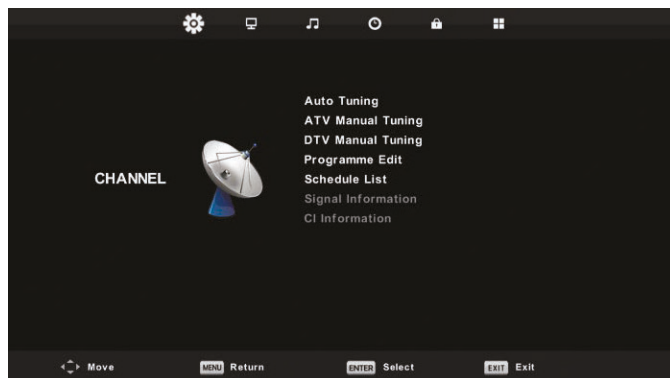 Auto Tuning
ATV Manual Tuning
DTV Manual Tuning
Programme Edit
CHANNEL
Schedule List
Signal Information
CI Information
Move
MENU Return
ENTER Select
EXIT Exit